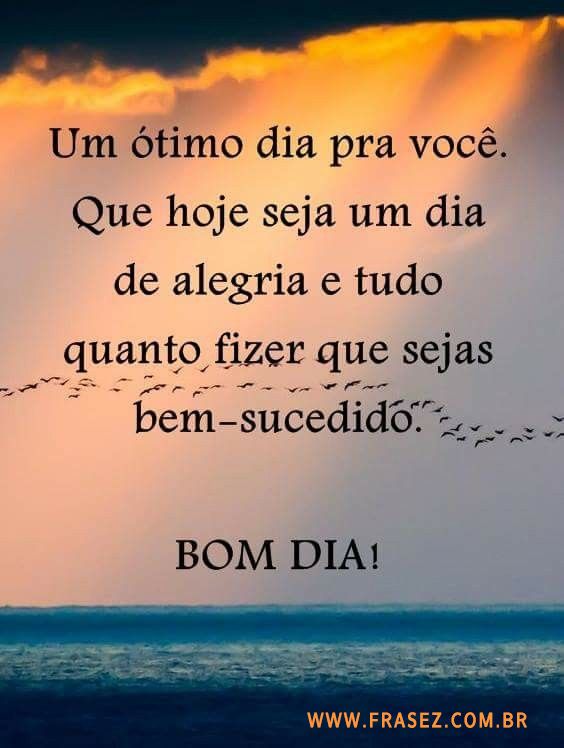 Um ótimo dia pra você.
Que hoje seja um dia
de alegria e tudo
quanto fizer que sejas
bem-sucedido.
BOM DIA!
WWW.FRASEZ.COM.BR